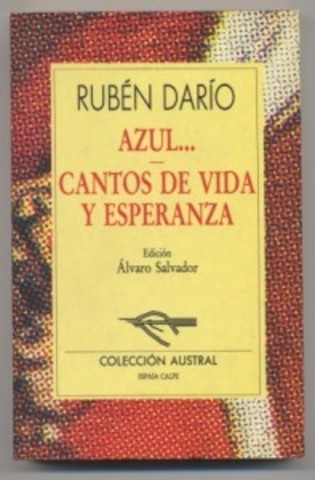 RUBÉN DARÍO
AZUL...
CANTOS DE VIDA
Y ESPERANZA
Edición
Álvaro Salvador
COLECCIÓN AUSTRAL
ESPASA CALPE